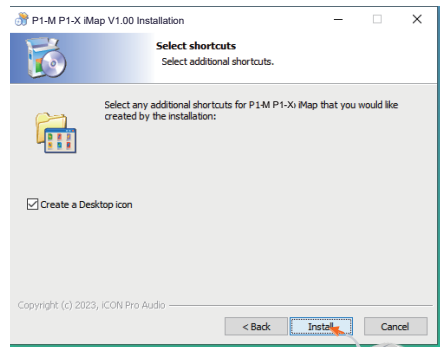 P1-M P1-X iMap V1.00 Installation
Select shortcuts
Select additional shortcuts.
Select any additional shortcuts for P1-M P1-X iMap that you would like
created by the installation:
Create a Desktop icon
Copyright (c) 2023, iCON Pro Audio
< Back
Install
Cancel